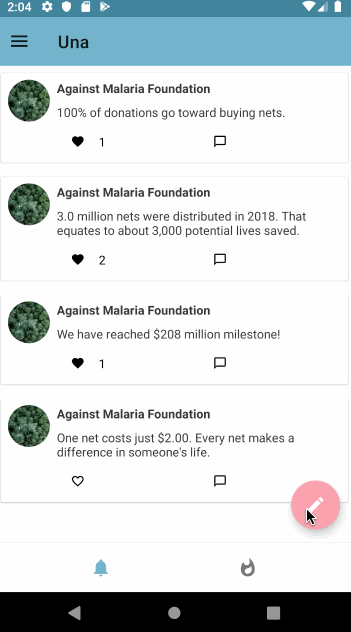 2:04
Una
Against Malaria Foundation
100% of donations go toward buying nets.
1
Against Malaria Foundation
3.0 million nets were distributed in 2018. That
equates to about 3,000 potential lives saved.
2
Against Malaria Foundation
We have reached $208 million milestone!
1
Against Malaria Foundation
One net costs just $2.00. Every net makes a
difference in someone's life.